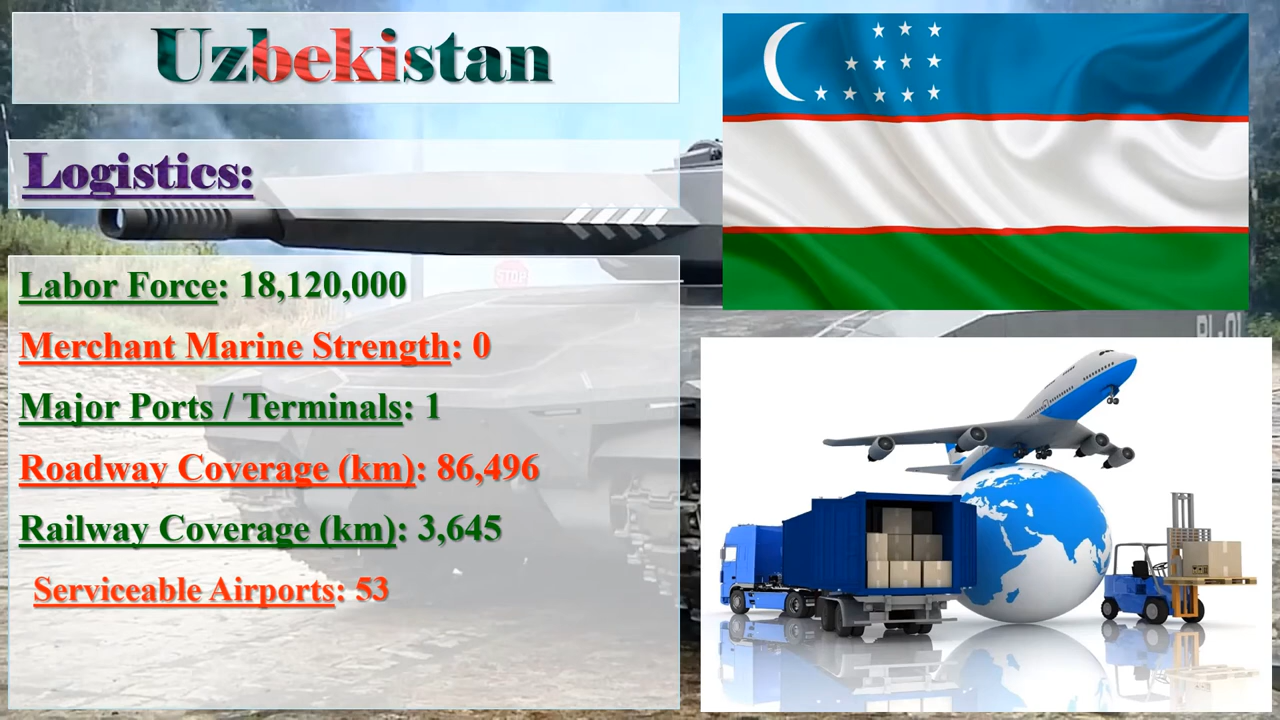 Uzbekistan
Logistics:
Labor Force: 18,120,000
Merchant Marine Strength: 0
Major Ports / Terminals: 1
Roadway Coverage (km): 86,496
Railway Coverage (km): 3,645
Serviceable Airports: 53
STOP